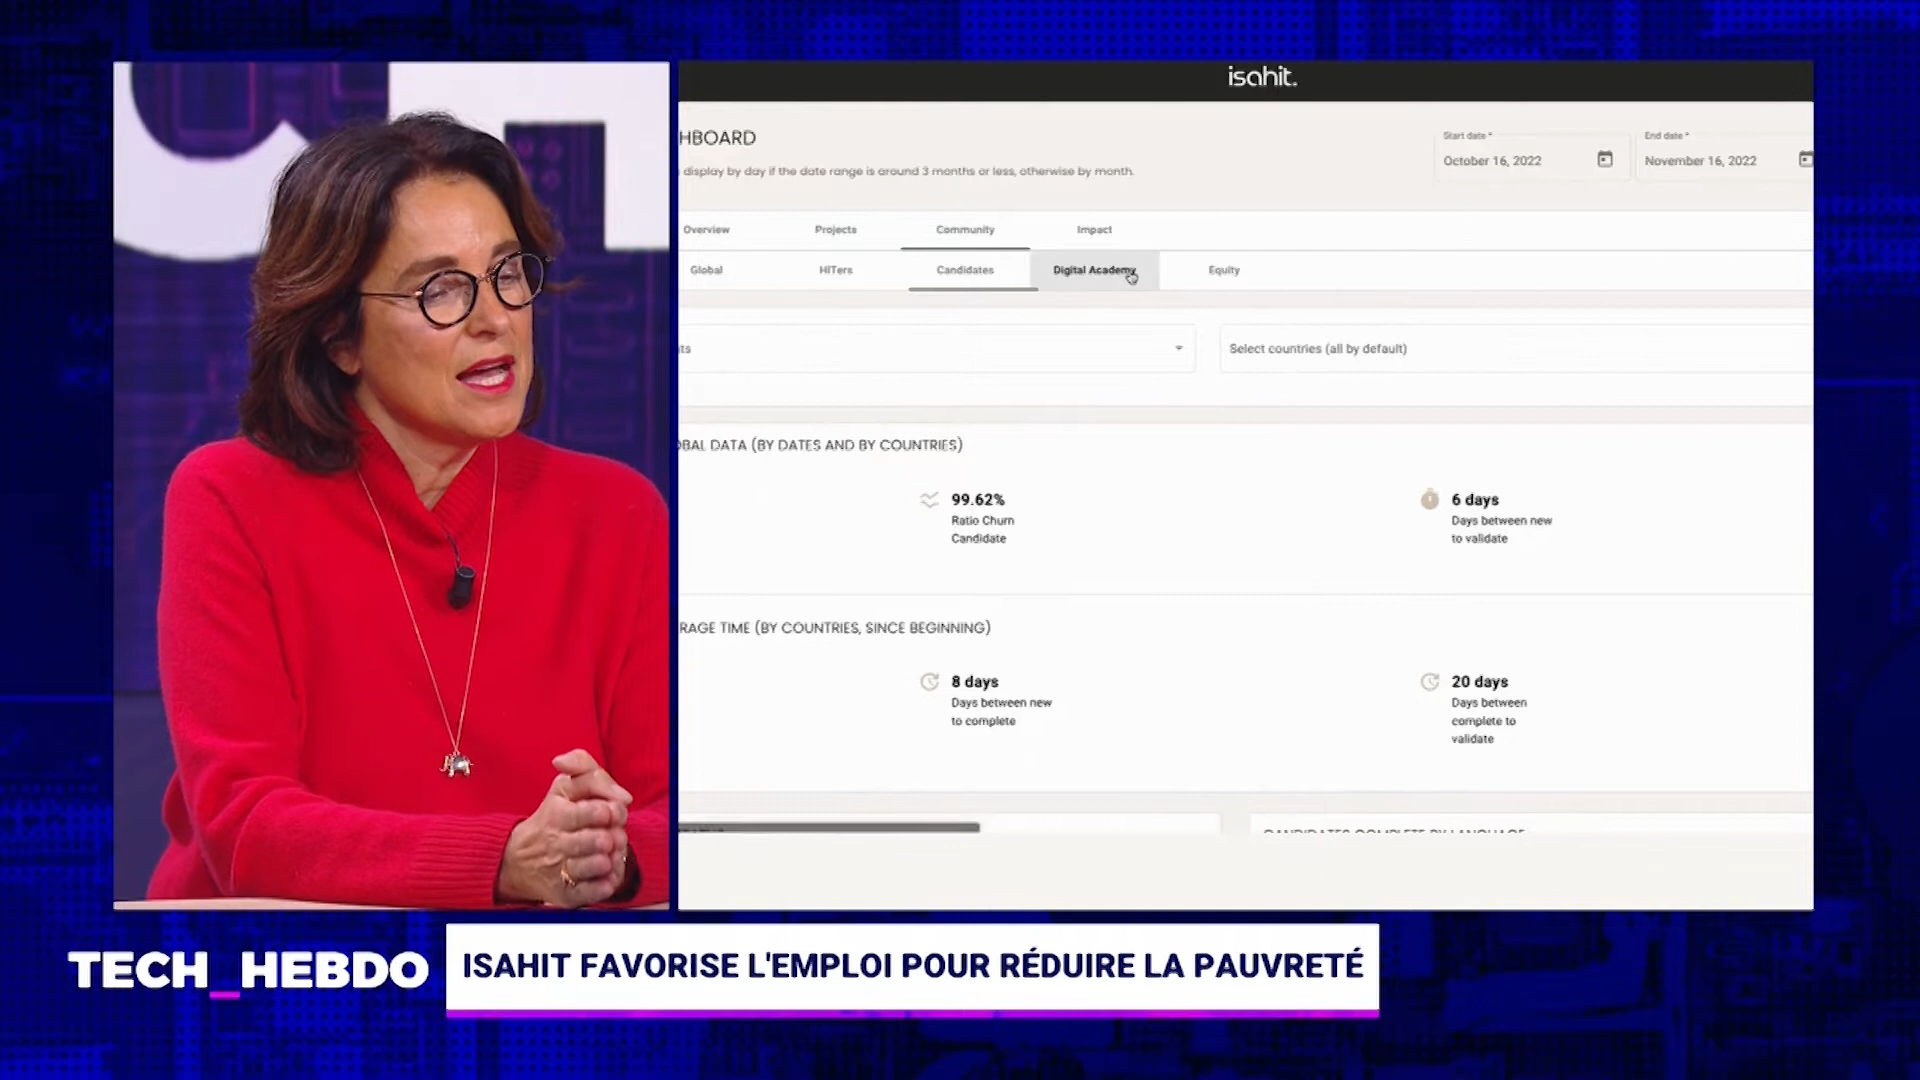 isahit.
HBOARD
Start date *
October 16, 2022
End date *
November 16, 2022
display by day if the date range is around 3 months or less, otherwise by month.
Overview Projects Community Impact
Global HITers Candidates Digital Academy Equity
Select countries (all by default)
BAL DATA (BY DATES AND BY COUNTRIES)
99.62%
Ratio Churn
Candidate
6 days
Days between new
to validate
RAGE TIME (BY COUNTRIES, SINCE BEGINNING)
8 days
Days between new
to complete
20 days
Days between
complete to
validate
CANDIDATES COMPLETE BY LANGUAGE
TECH_HEBDO
ISAHIT FAVORISE L'EMPLOI POUR RÉDUIRE LA PAUVRETÉ